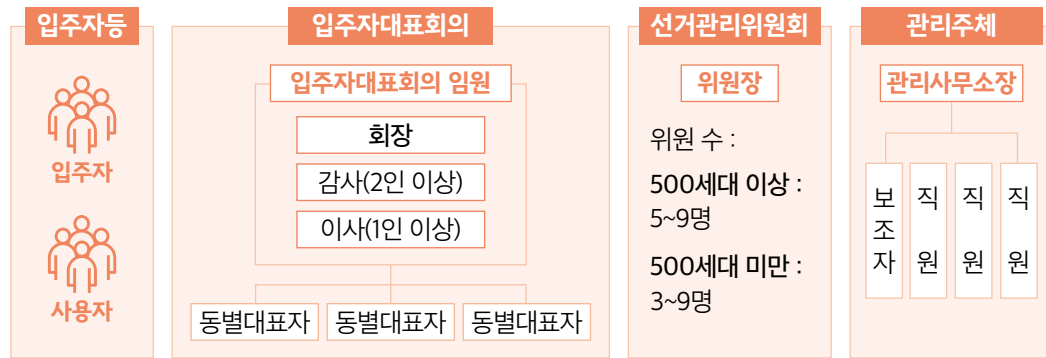 입주자등
입주자
사용자
입주자대표회의
입주자대표회의 임원
회장
감사(2인 이상)
이사(1인 이상)
동별대표자
동별대표자
동별대표자
선거관리위원회
위원장
위원 수 :
500세대 이상 :
5~9명
500세대 미만 :
3~9명
관리주체
관리사무소장
보조자
직원
직원
직원